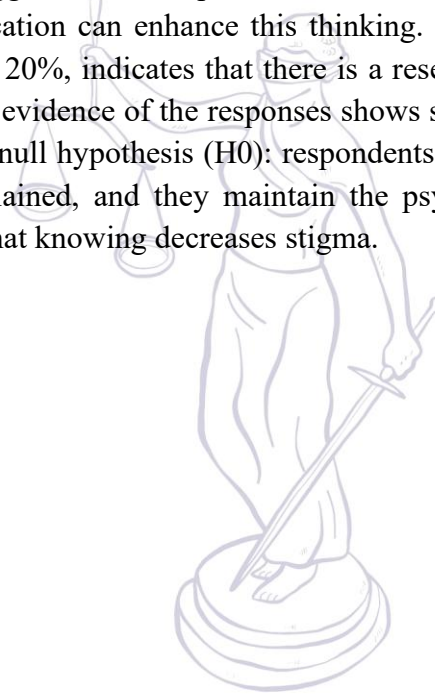 cation can enhance this thinking.
20%, indicates that there is a rese
evidence of the responses shows s
null hypothesis (H0): respondents
ained, and they maintain the psy
hat knowing decreases stigma.